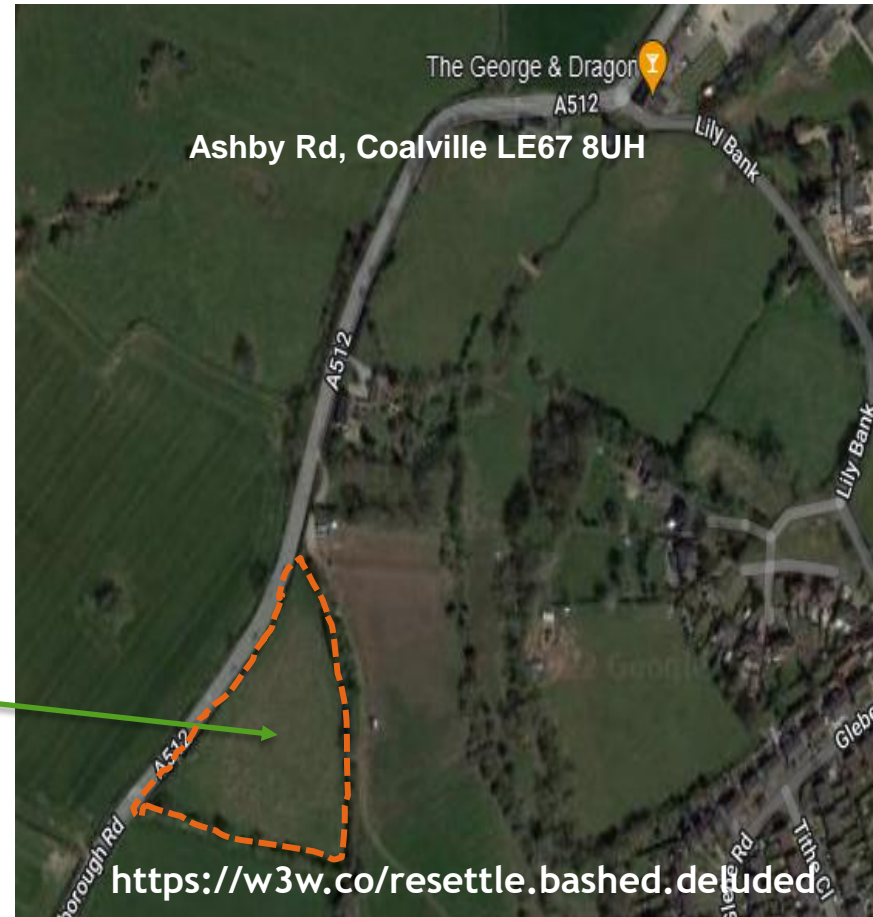 The George & Dragon
A512
Lily Bank
Ashby Rd, Coalville LE67 8UH
A512
Lily Bank
A512
Glebe
Tithe Cl
borough Rd
https://w3w.co/resettle.bashed.deluded